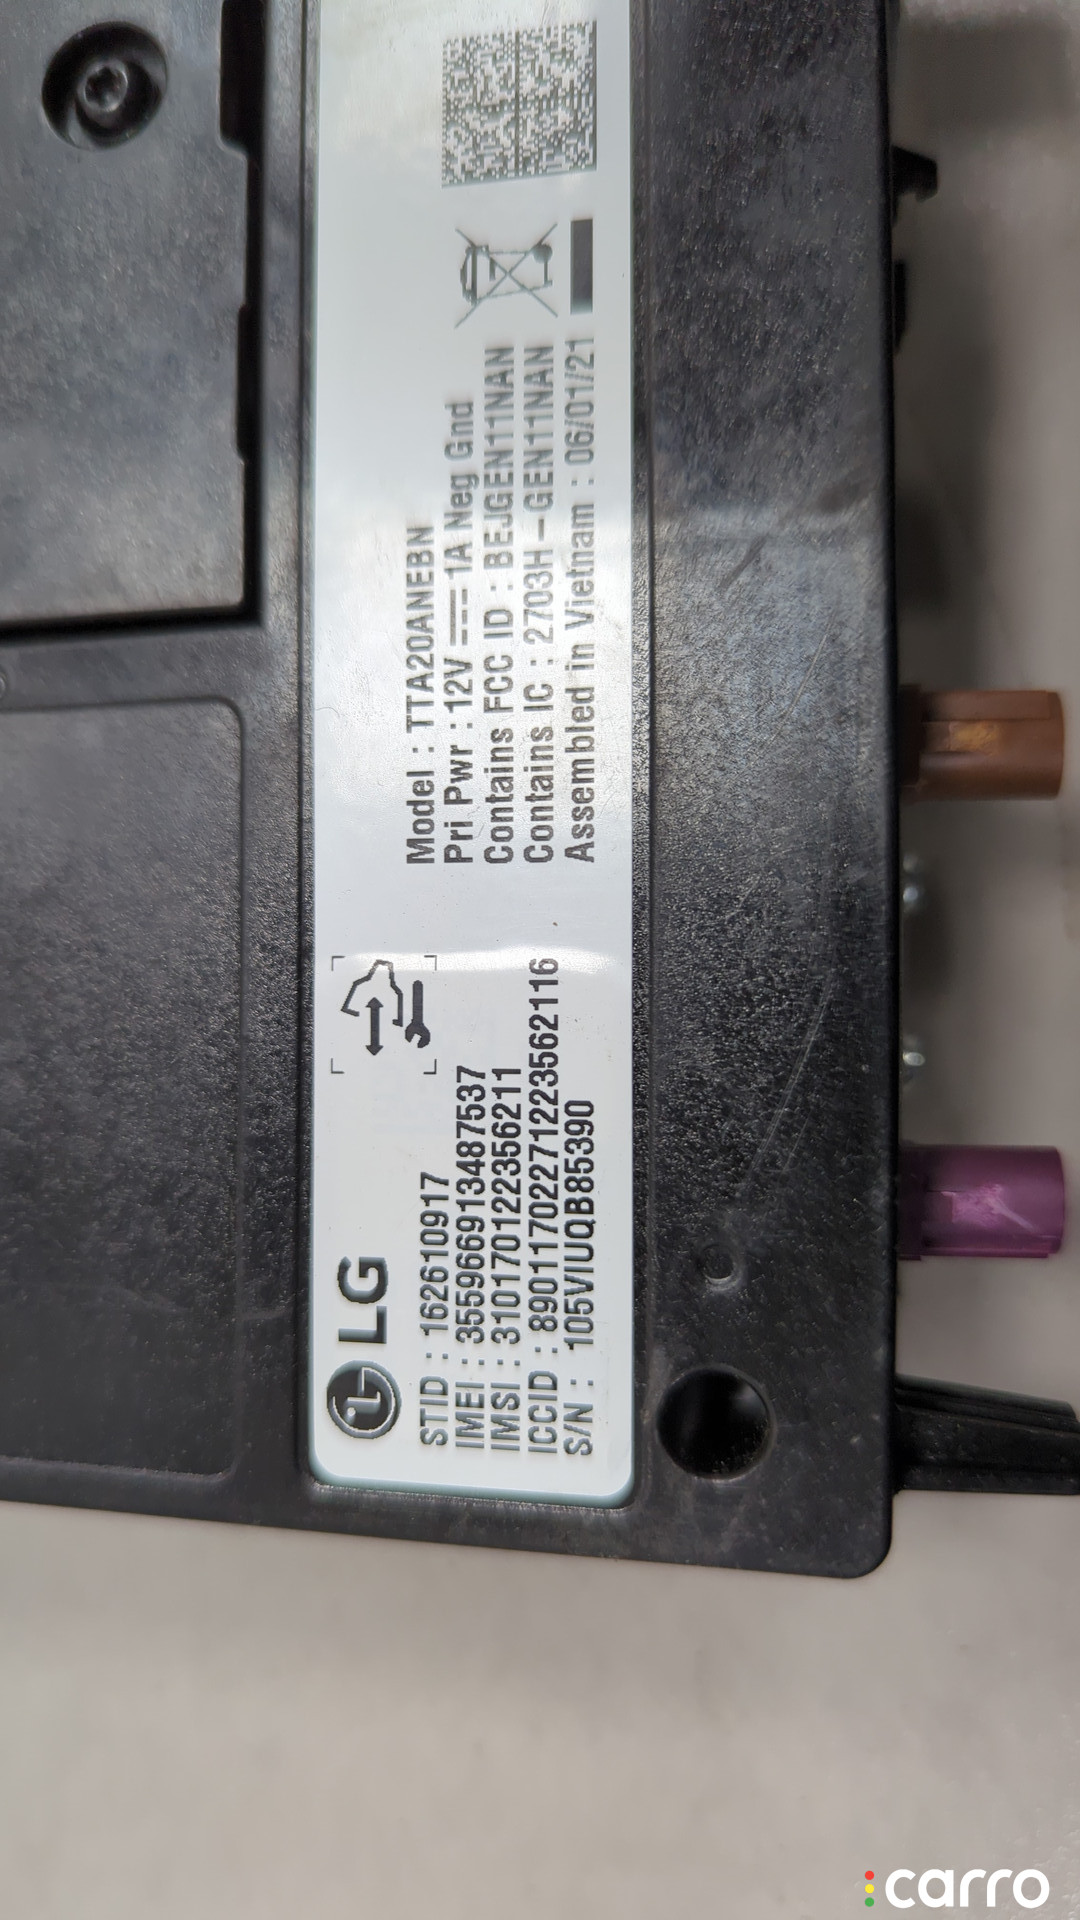 LG
STID : 162610917
IMEI : 355966913487537
IMSI : 310170122356211
ICCID : 89011702271223562116
S/N : 105VIUQB85390
Model : TTA20ANEBN
Pri Pwr : 12V ⎓ 1A Neg Gnd
Contains FCC ID : BEJGEN11NAN
Contains IC : 2703H-GEN11NAN
Assembled in Vietnam : 06/01/21
carro